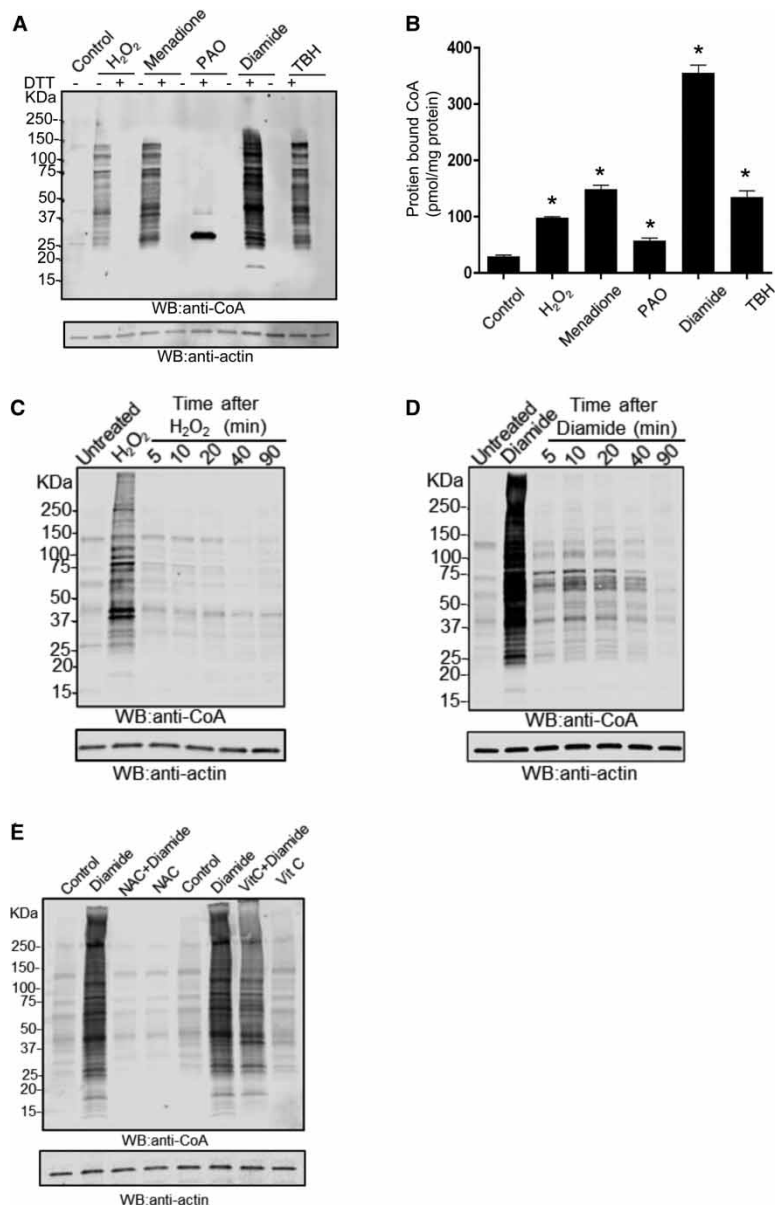 A
Control
H₂O₂
Menadione
PAO
Diamide
TBH
DTT - - + - + - + - + - +
KDa
250-
150-
100-
75-
50-
37-
25-
20-
15-
WB:anti-CoA
WB:anti-actin
B
Protien bound CoA
(pmol/mg protein)
400
300
200
100
0
*
*
*
*
*
Control
H₂O₂
Menadione
PAO
Diamide
TBH
C
Untreated
H₂O₂
Time after
H₂O₂ (min)
5 10 20 40 90
KDa
250-
150-
100-
75-
50-
37-
25-
20-
15-
WB:anti-CoA
WB:anti-actin
D
Untreated
Diamide
Time after
Diamide (min)
5 10 20 40 90
KDa
250-
150-
100-
75-
50-
37-
25-
20-
15-
WB:anti-CoA
WB:anti-actin
E
Control
Diamide
NAC+Diamide
NAC
Control
Diamide
VitC+Diamide
Vit C
KDa
250-
150-
100-
75-
50-
37-
25-
20-
15-
WB:anti-CoA
WB:anti-actin